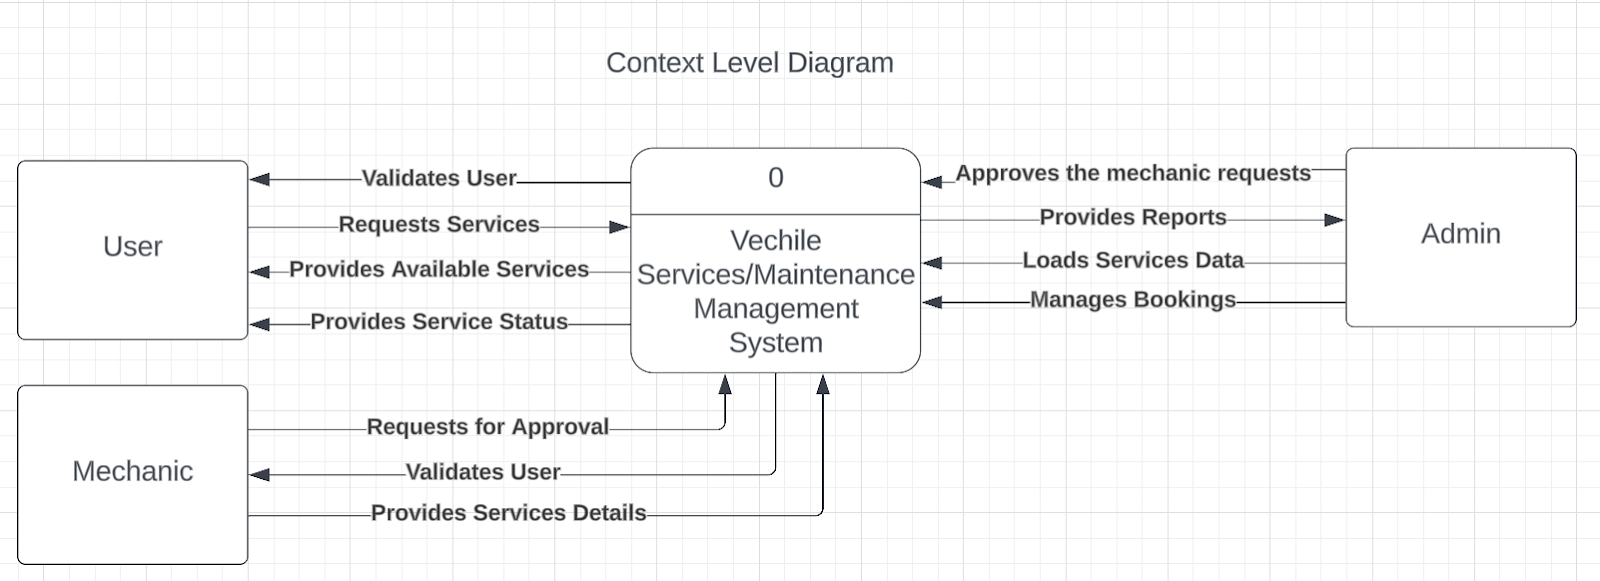 Context Level Diagram
User
Validates User
Requests Services
Provides Available Services
Provides Service Status
0
Vechile
Services/Maintenance
Management
System
Approves the mechanic requests
Provides Reports
Loads Services Data
Manages Bookings
Admin
Mechanic
Requests for Approval
Validates User
Provides Services Details